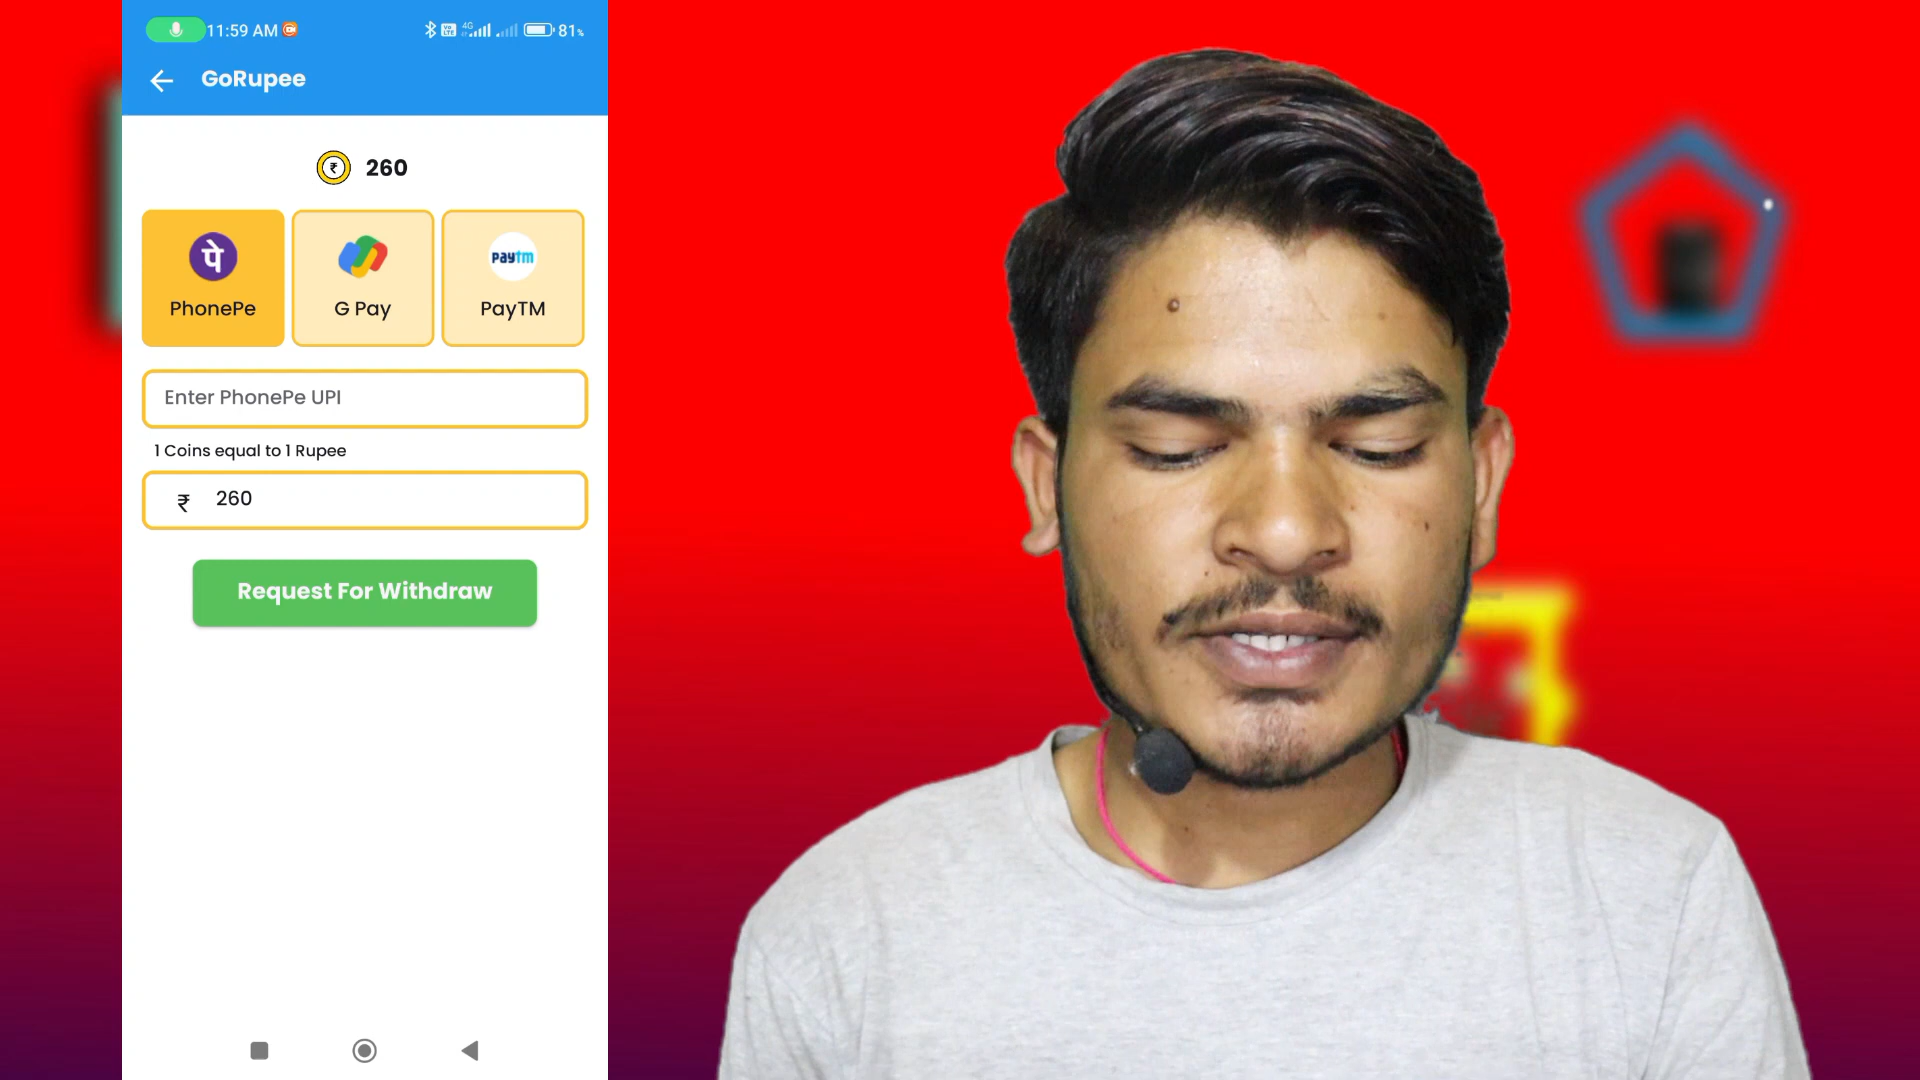 11:59 AM
4G
81%
GoRupee
260
पे
Paytm
PhonePe
G Pay
PayTM
Enter PhonePe UPI
1 Coins equal to 1 Rupee
₹ 260
Request For Withdraw